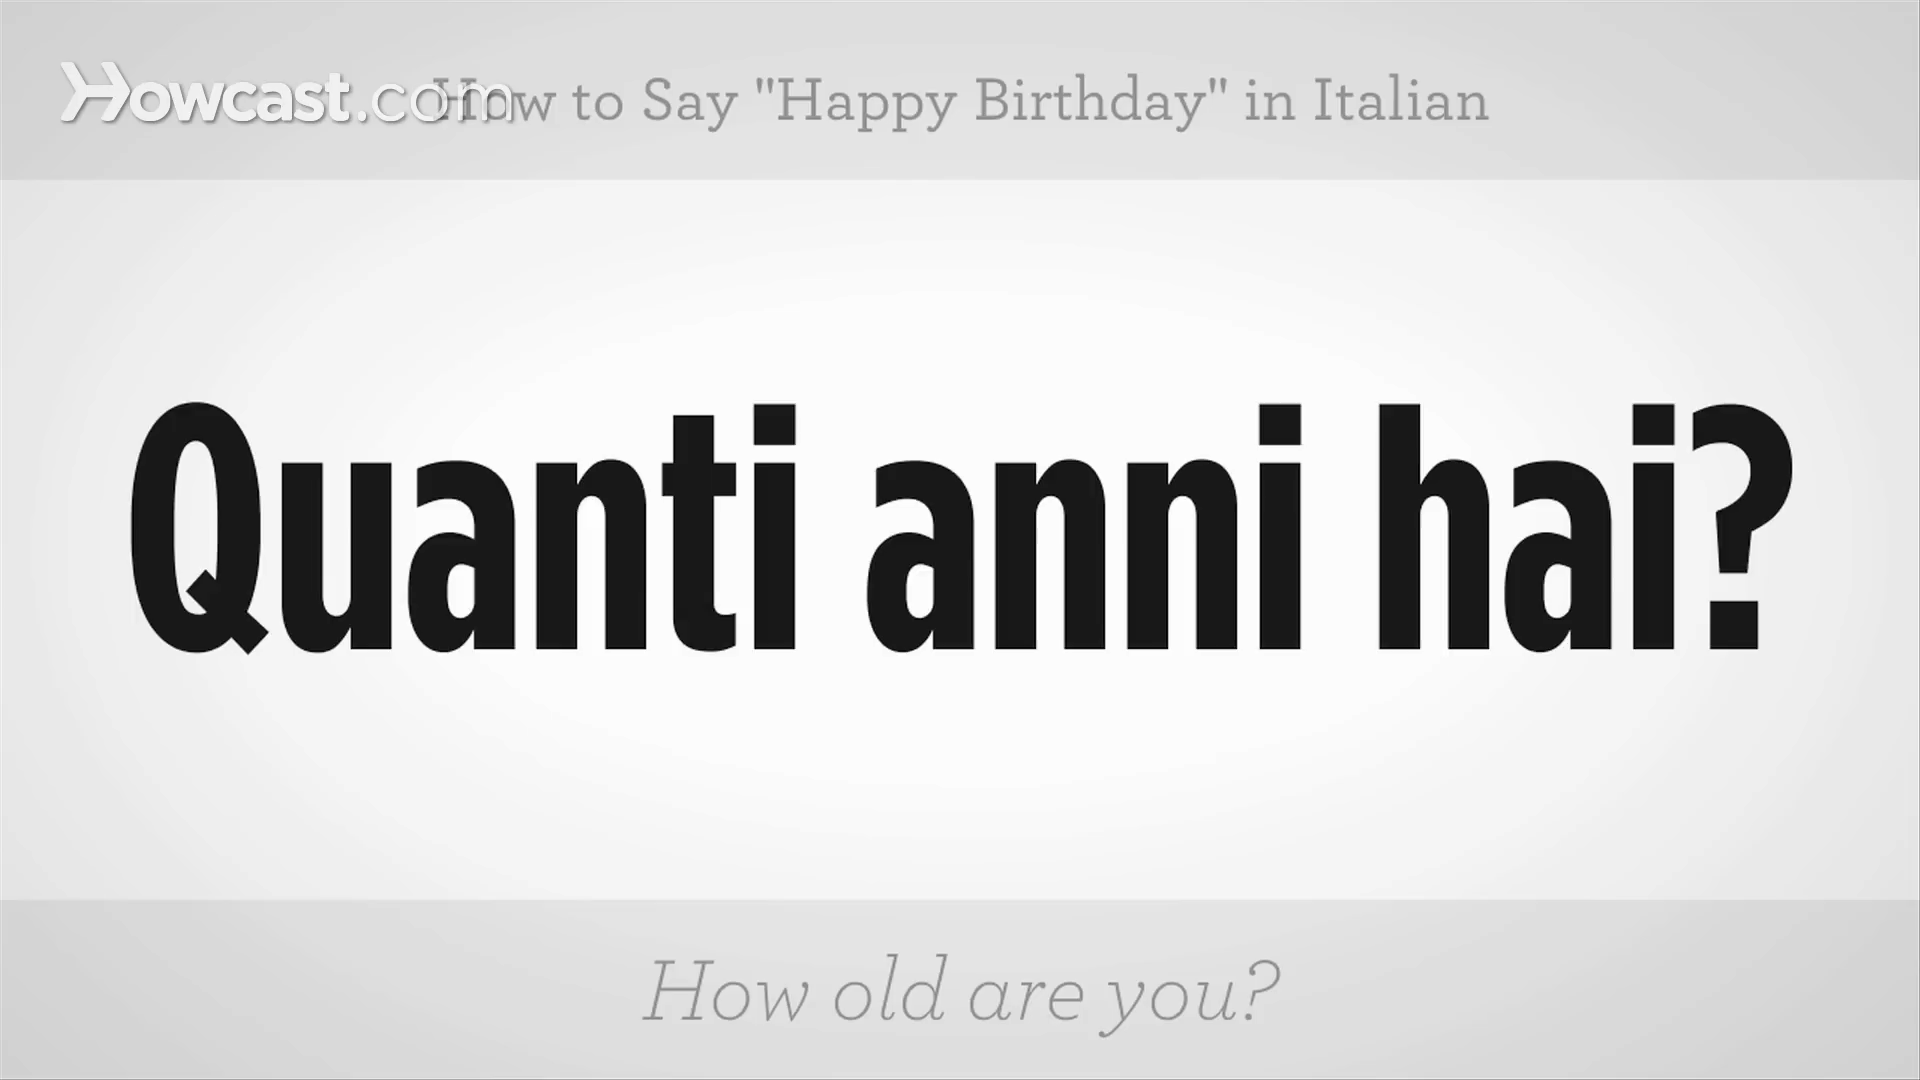 Howcast.com
How to Say "Happy Birthday" in Italian
Quanti anni hai?
How old are you?